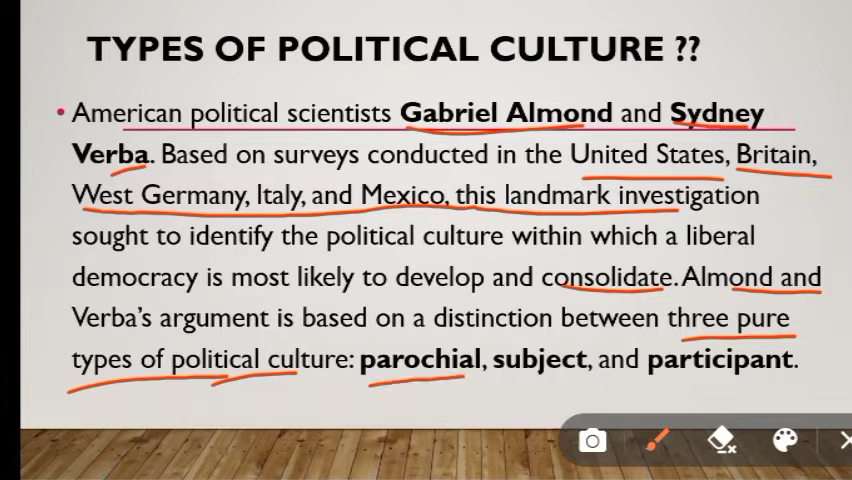 TYPES OF POLITICAL CULTURE ??
• American political scientists Gabriel Almond and Sydney
Verba. Based on surveys conducted in the United States, Britain,
West Germany, Italy, and Mexico, this landmark investigation
sought to identify the political culture within which a liberal
democracy is most likely to develop and consolidate. Almond and
Verba's argument is based on a distinction between three pure
types of political culture: parochial, subject, and participant.